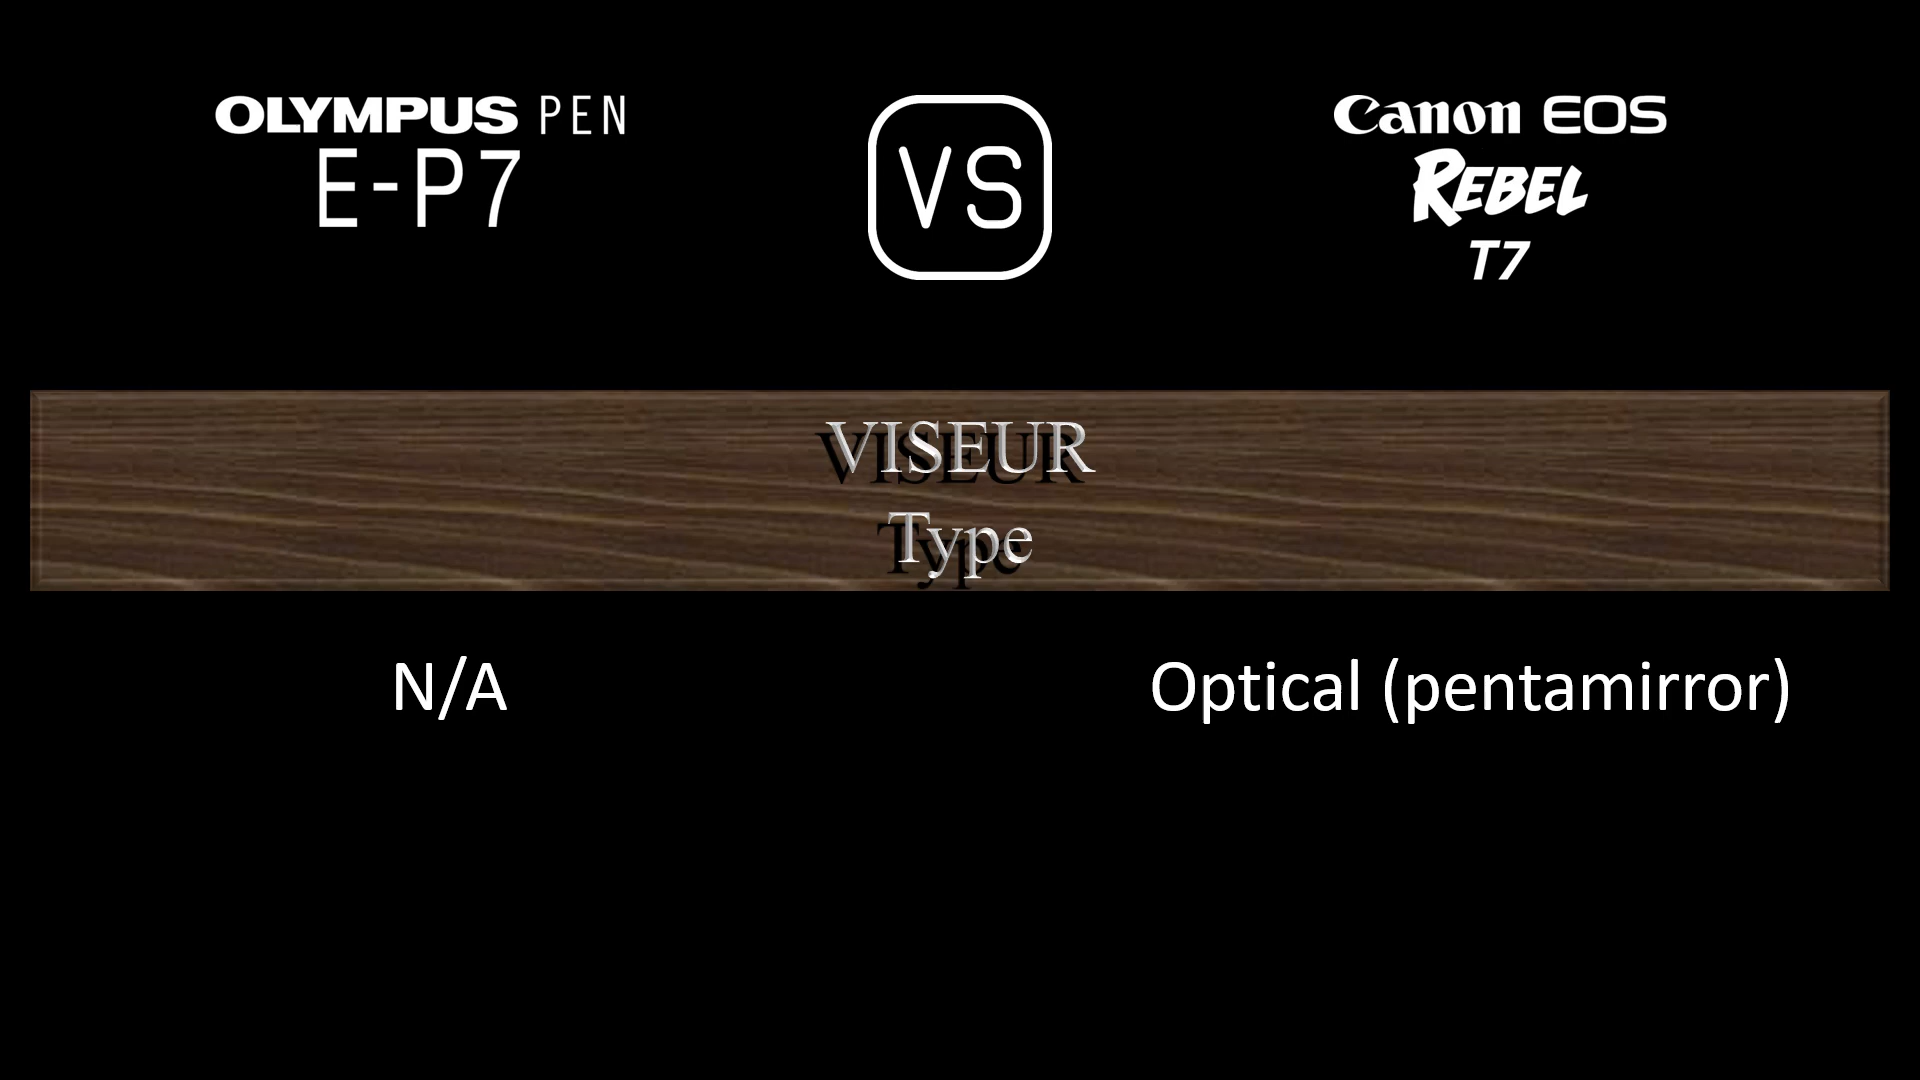 OLYMPUS PEN
E-P7
VS
Canon EOS
REBEL
T7
VISEUR
Type
N/A
Optical (pentamirror)